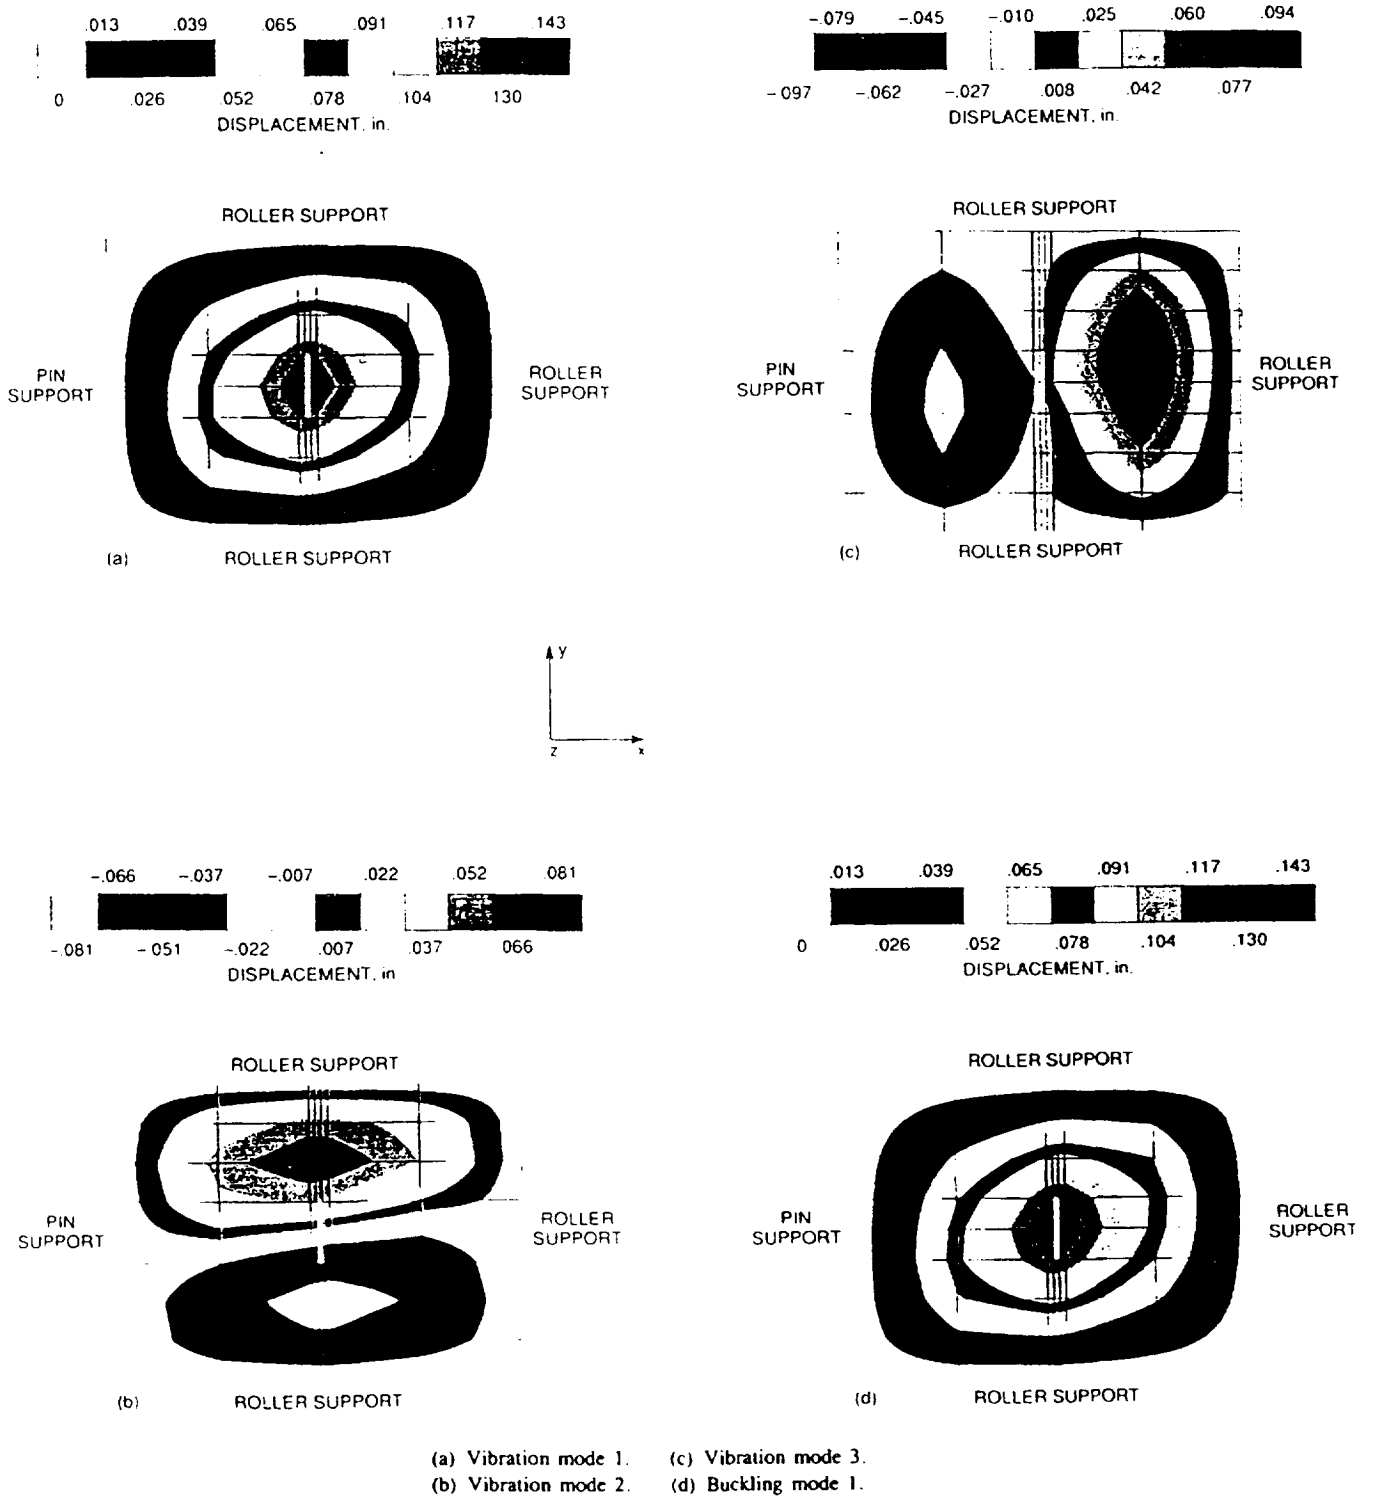 .013 .039 .065 .091 .117 .143
0 .026 .052 .078 .104 130
DISPLACEMENT, in.
ROLLER SUPPORT
PIN
SUPPORT
ROLLER
SUPPORT
(a) ROLLER SUPPORT
-.079 -.045 -.010 .025 .060 .094
-097 -.062 -.027 .008 .042 .077
DISPLACEMENT, in.
ROLLER SUPPORT
PIN
SUPPORT
ROLLER
SUPPORT
(c) ROLLER SUPPORT
y
z x
-.066 -.037 -.007 .022 .052 .081
-.081 -051 -.022 .007 .037 066
DISPLACEMENT, in
ROLLER SUPPORT
PIN
SUPPORT
ROLLER
SUPPORT
(b) ROLLER SUPPORT
.013 .039 .065 .091 .117 .143
0 .026 .052 .078 .104 .130
DISPLACEMENT, in.
ROLLER SUPPORT
PIN
SUPPORT
ROLLER
SUPPORT
(d) ROLLER SUPPORT
(a) Vibration mode 1. (c) Vibration mode 3.
(b) Vibration mode 2. (d) Buckling mode 1.